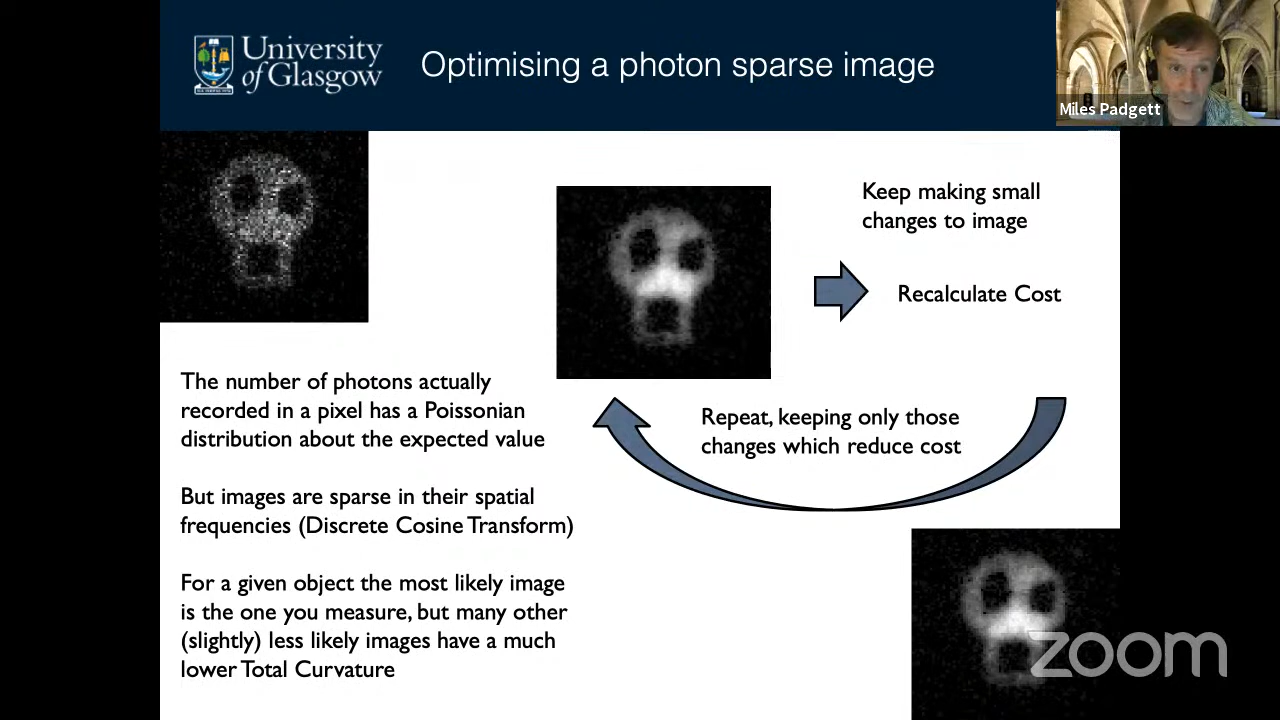 University
of Glasgow
Optimising a photon sparse image
Miles Padgett
Keep making small
changes to image
Recalculate Cost
The number of photons actually
recorded in a pixel has a Poissonian
distribution about the expected value
Repeat, keeping only those
changes which reduce cost
But images are sparse in their spatial
frequencies (Discrete Cosine Transform)
For a given object the most likely image
is the one you measure, but many other
(slightly) less likely images have a much
lower Total Curvature
zoom